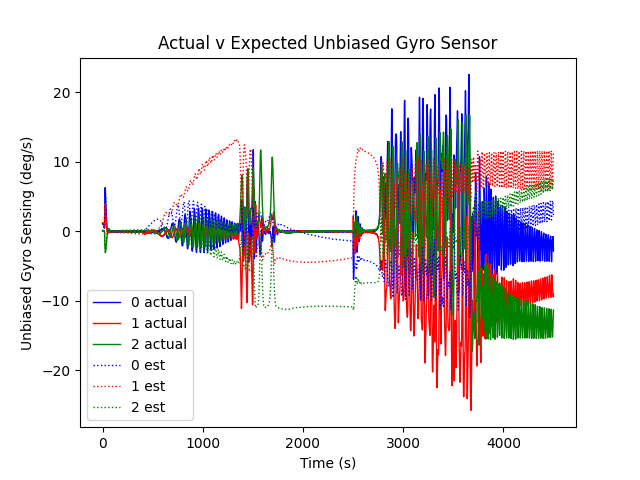 Actual v Expected Unbiased Gyro Sensor
Unbiased Gyro Sensing (deg/s)
20
10
0
−10
−20
0 actual
1 actual
2 actual
0 est
1 est
2 est
0
1000
2000
3000
4000
Time (s)